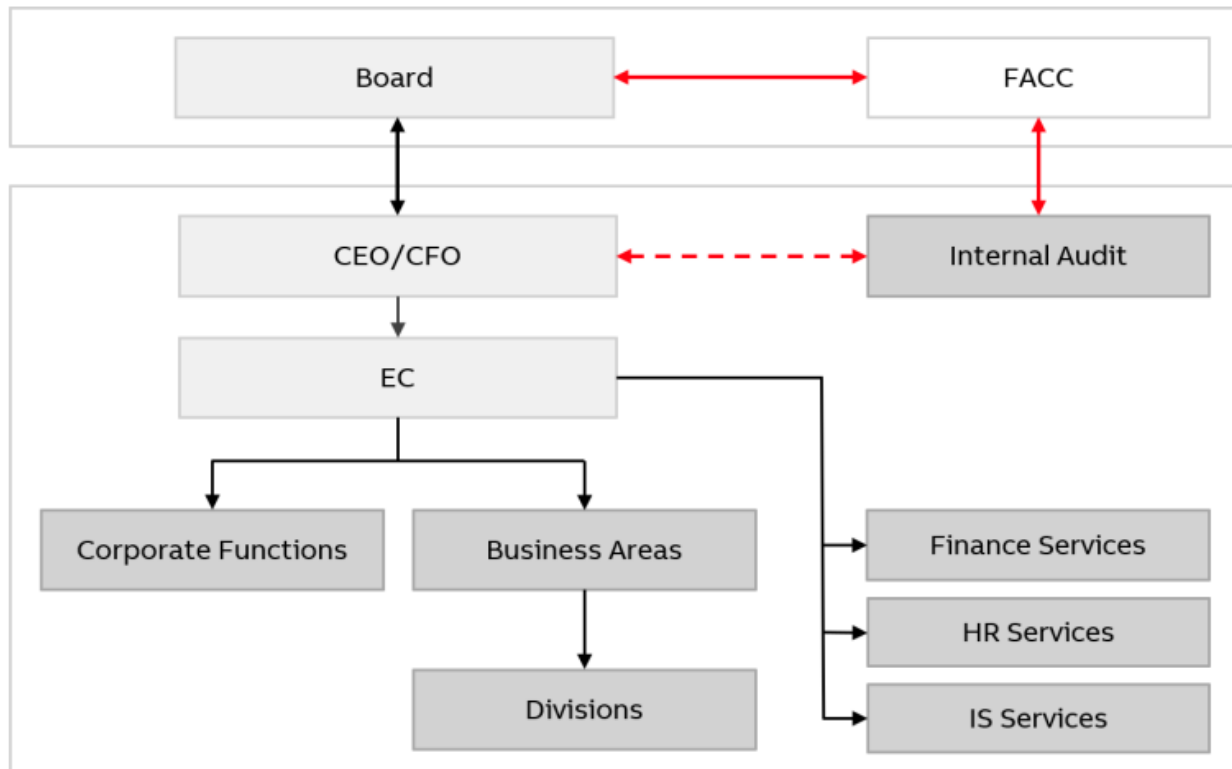 Board
FACC
CEO/CFO
Internal Audit
EC
Corporate Functions
Business Areas
Finance Services
HR Services
Divisions
IS Services